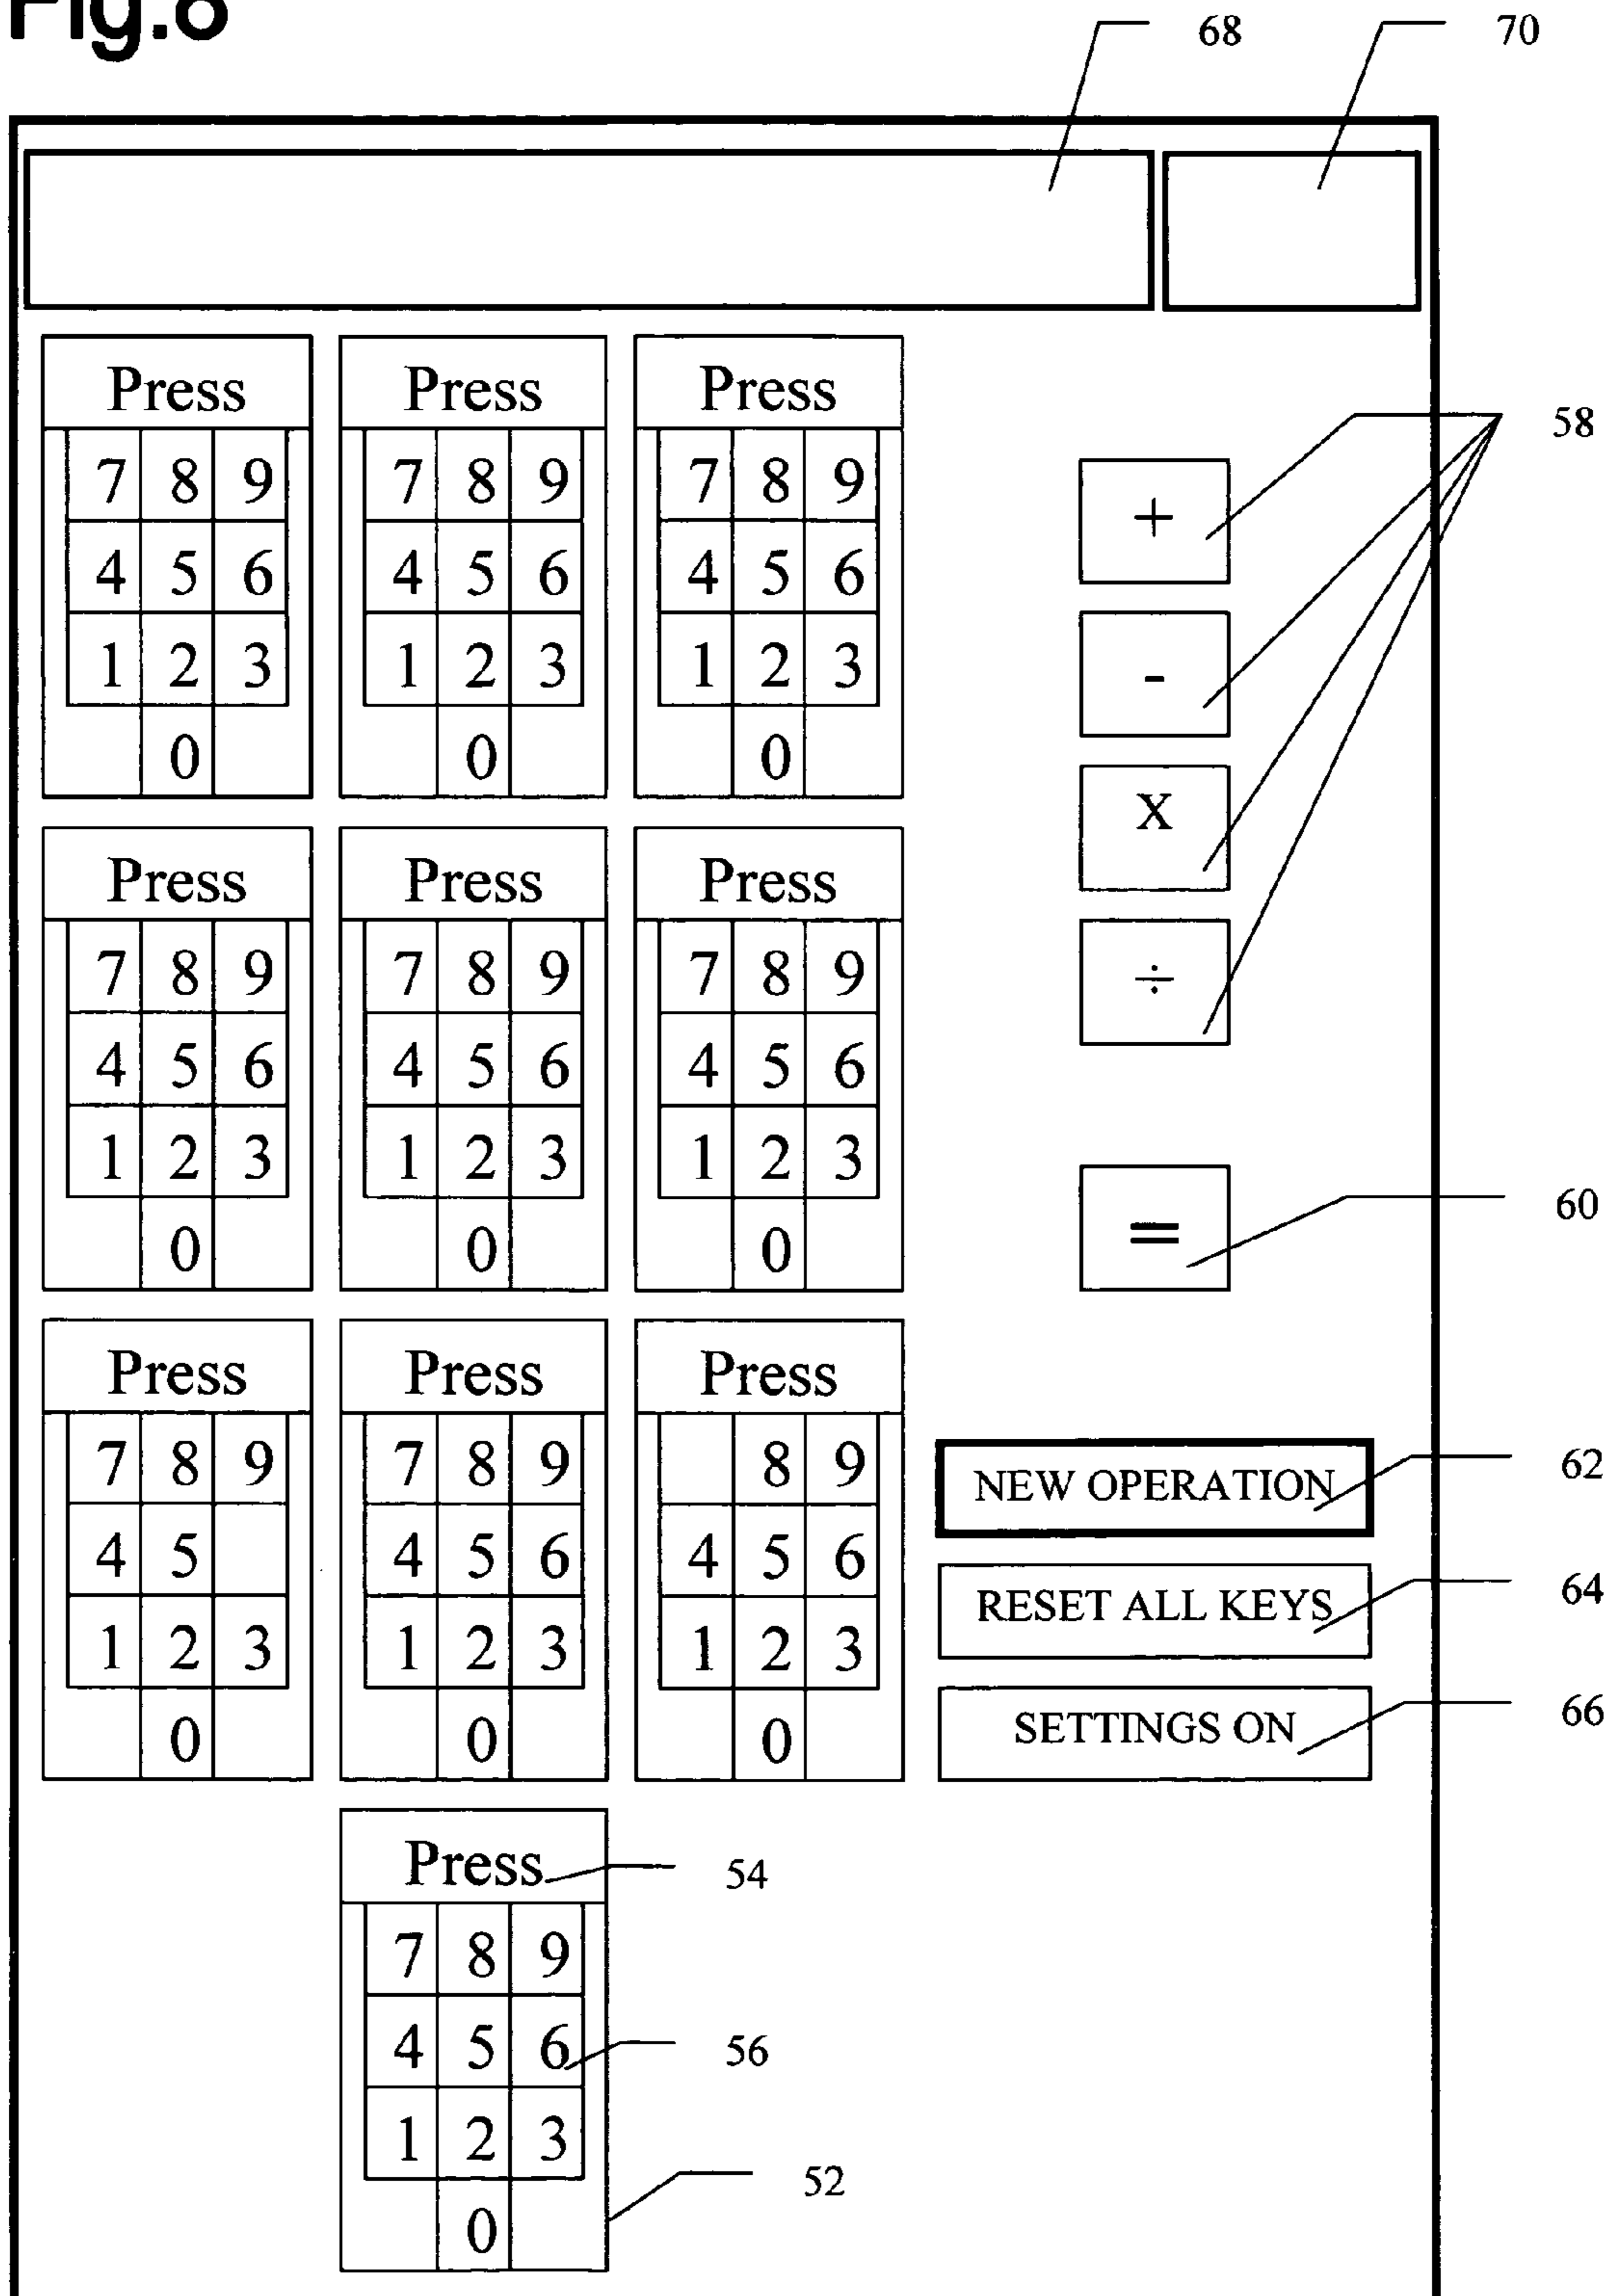 Fig.8
68 70
Press Press Press
7 8 9 7 8 9 7 8 9
58
+
4 5 6 4 5 6 4 5 6
1 2 3 1 2 3 1 2 3
-
0 0 0
X
Press Press Press
7 8 9 7 8 9 7 8 9
÷
4 5 6 4 5 6 4 5 6
1 2 3 1 2 3 1 2 3
60
=
0 0 0
Press Press Press
7 8 9 7 8 9 8 9
NEW OPERATION 62
4 5 4 5 6 4 5 6
RESET ALL KEYS 64
1 2 3 1 2 3 1 2 3
SETTINGS ON 66
0 0 0
Press 54
7 8 9
4 5 6 56
1 2 3
52
0